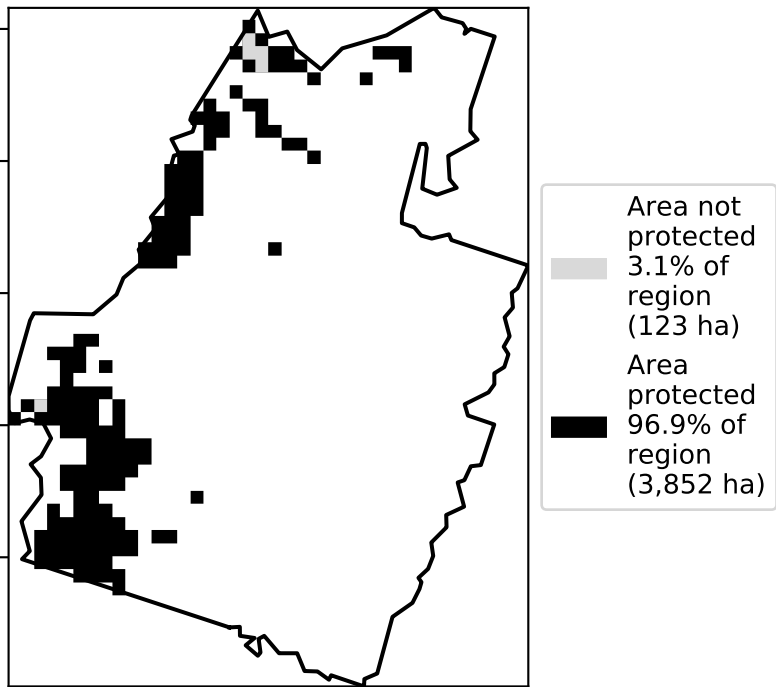 Area not
protected
3.1% of
region
(123 ha)
Area
protected
96.9% of
region
(3,852 ha)